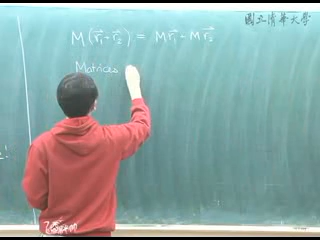 國立清華大學
M(r⃗₁ - r⃗₂) = Mr⃗₁ - Mr⃗₂
Matrices